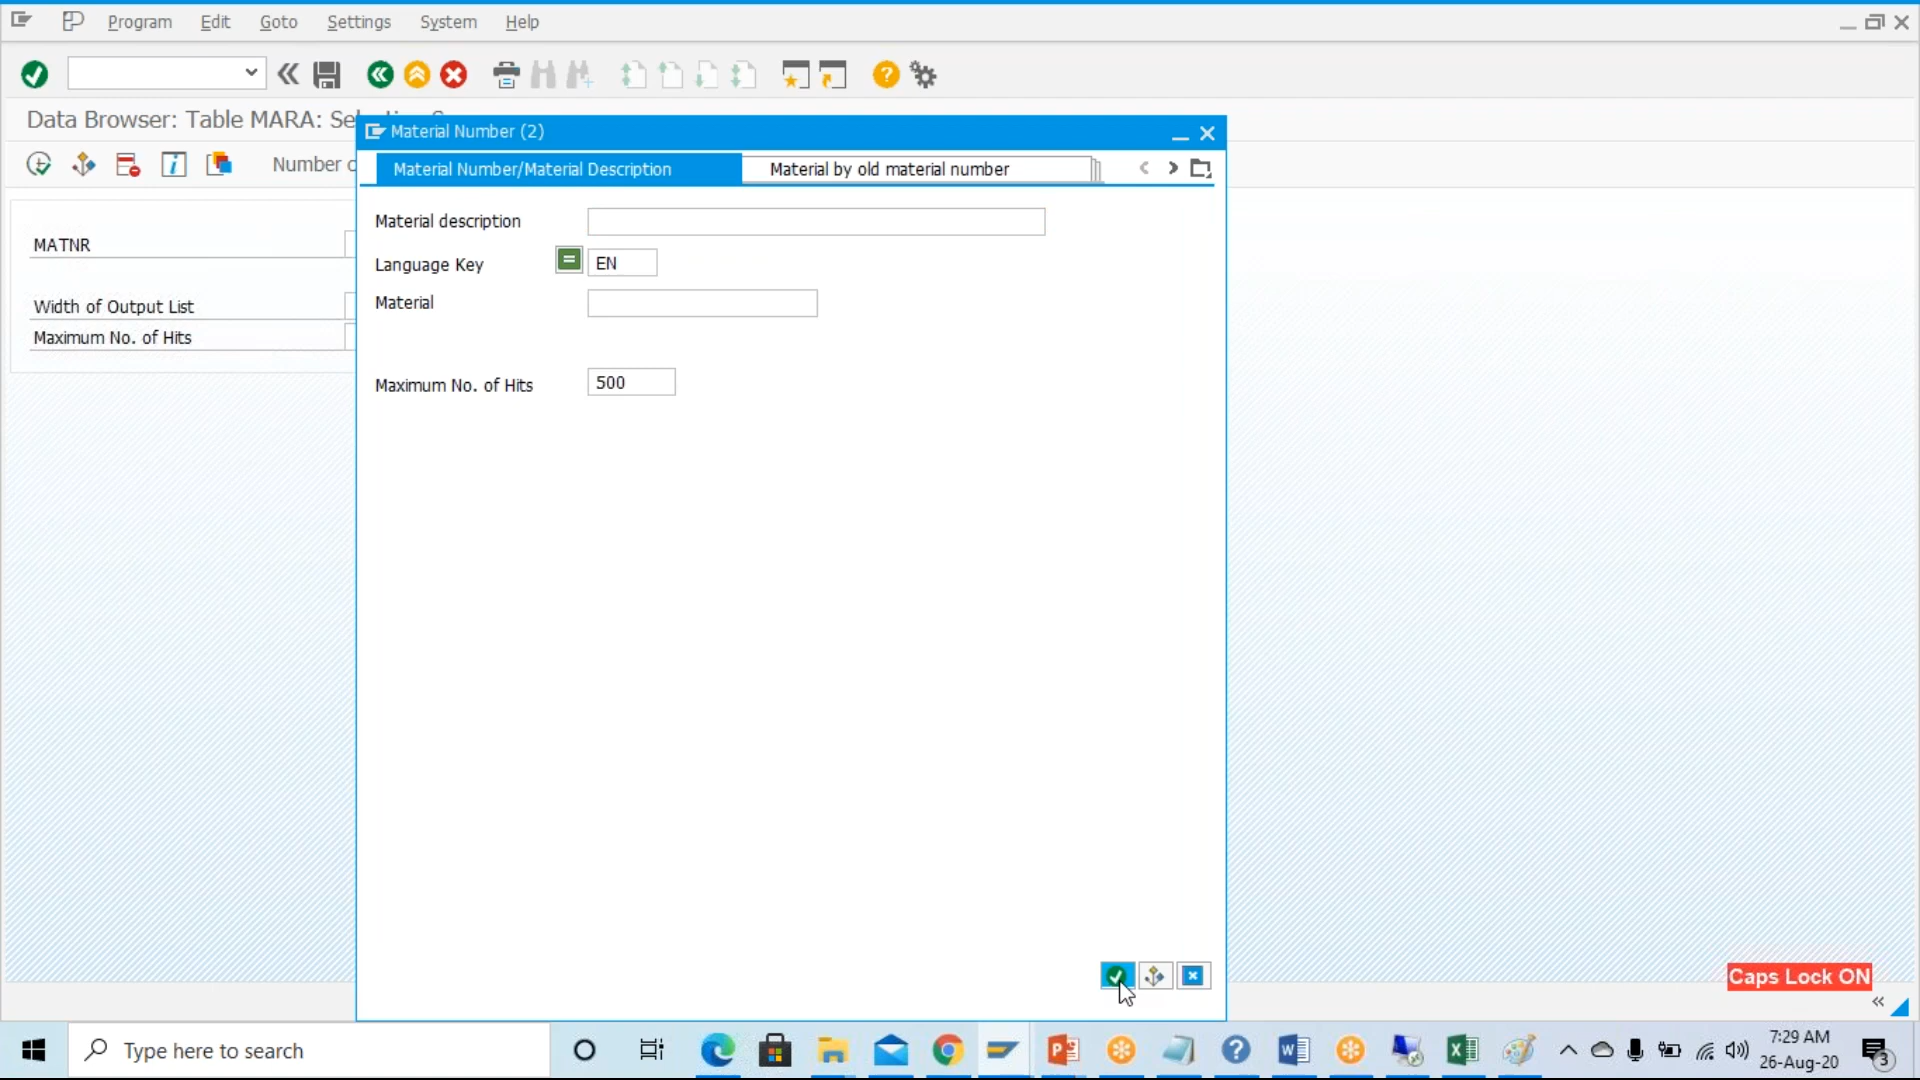 Program Edit Goto Settings System Help
Data Browser: Table MARA: Se
Number
MATNR
Width of Output List
Maximum No. of Hits
Material Number (2)
Material Number/Material Description Material by old material number
Material description
Language Key = EN
Material
Maximum No. of Hits 500
Caps Lock ON
Type here to search
7:29 AM
26-Aug-20
3